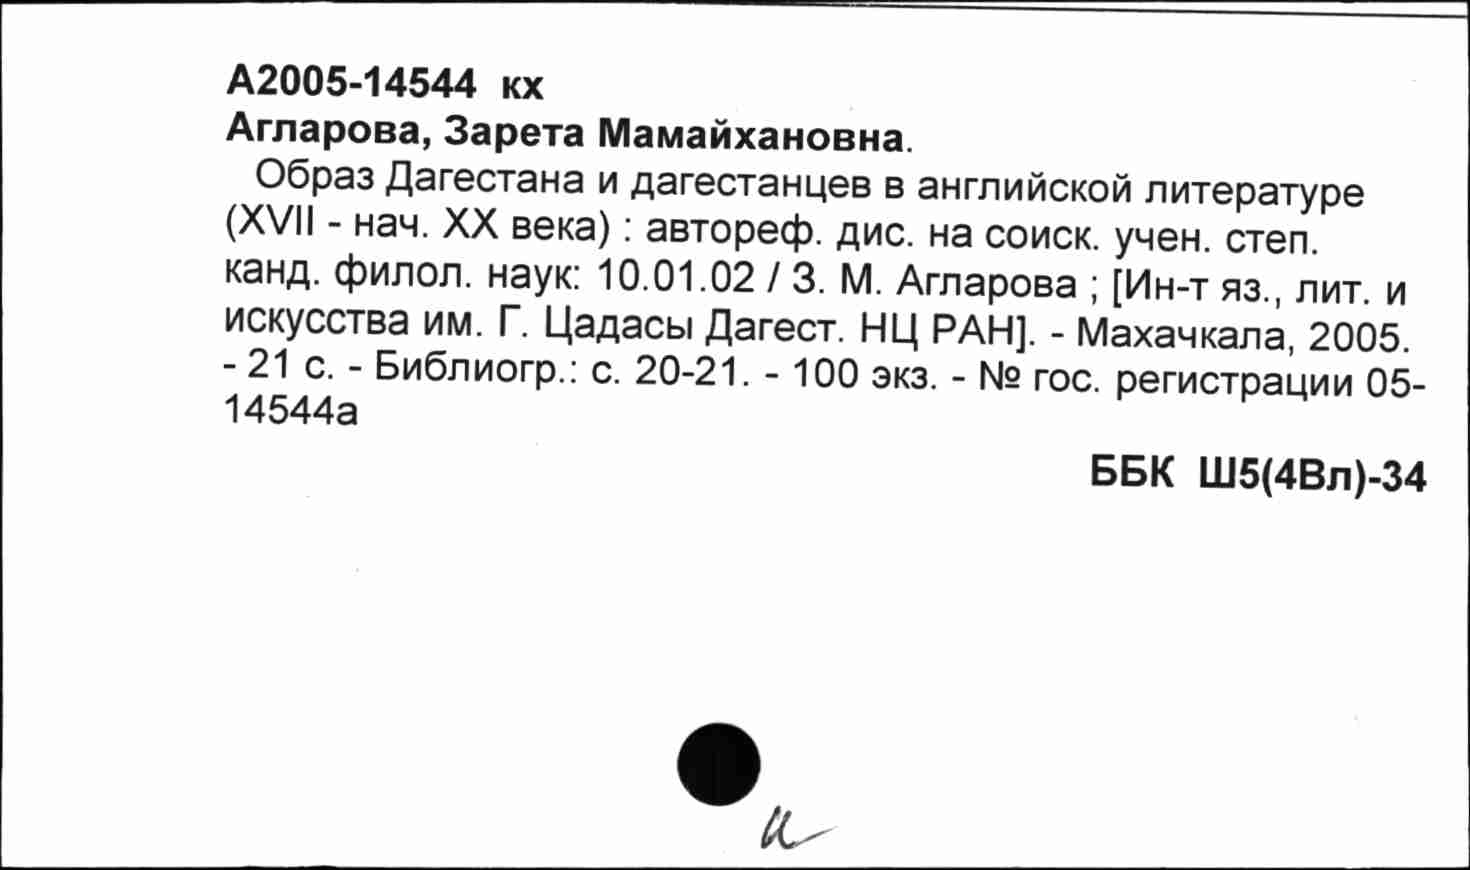 А2005-14544 кх
Агларова, Зарета Мамайхановна.
Образ Дагестана и дагестанцев в английской литературе
(XVII - нач. XX века) : автореф. дис. на соиск. учен. степ.
канд. филол. наук: 10.01.02 / З. М. Агларова ; [Ин-т яз., лит. и
искусства им. Г. Цадасы Дагест. НЦ РАН]. - Махачкала, 2005.
- 21 с. - Библиогр.: с. 20-21. - 100 экз. - № гос. регистрации 05-
14544а
ББК Ш5(4Вл)-34